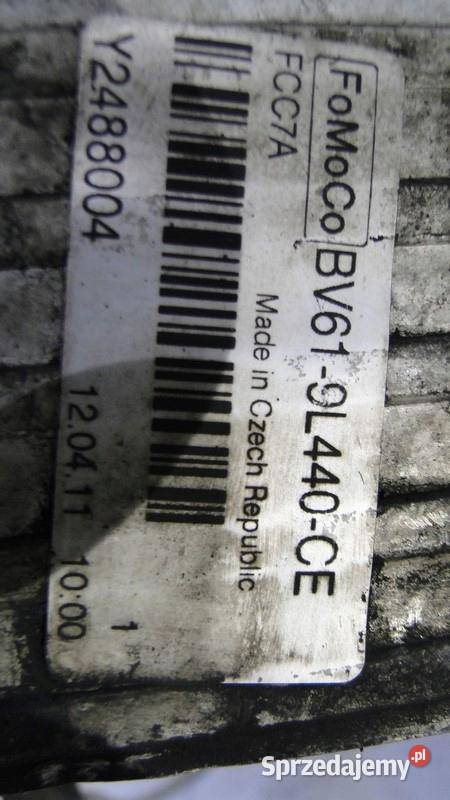 FoMoCo BV61-9L440-CE
FCC7A
Made in Czech Republic
Y2488004 12.04.11 10:00
1
Sprzedajemy.pl